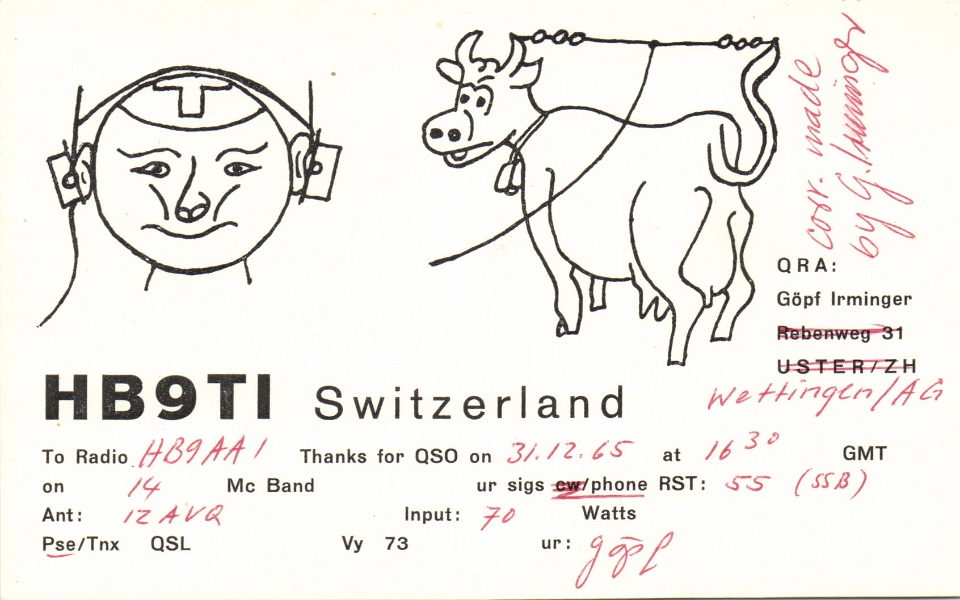 corr. made
by G. Irminger
QRA:
Göpf Irminger
Rebenweg 31
USTER/ZH
Wettingen/AG
HB9TI Switzerland
To Radio HB9AAI Thanks for QSO on 31.12.65 at 16 30 GMT
on 14 Mc Band ur sigs cw/phone RST: 55 (SSB)
Ant: 12 AVQ Input: 70 Watts
Pse/Tnx QSL Vy 73 ur: göpf